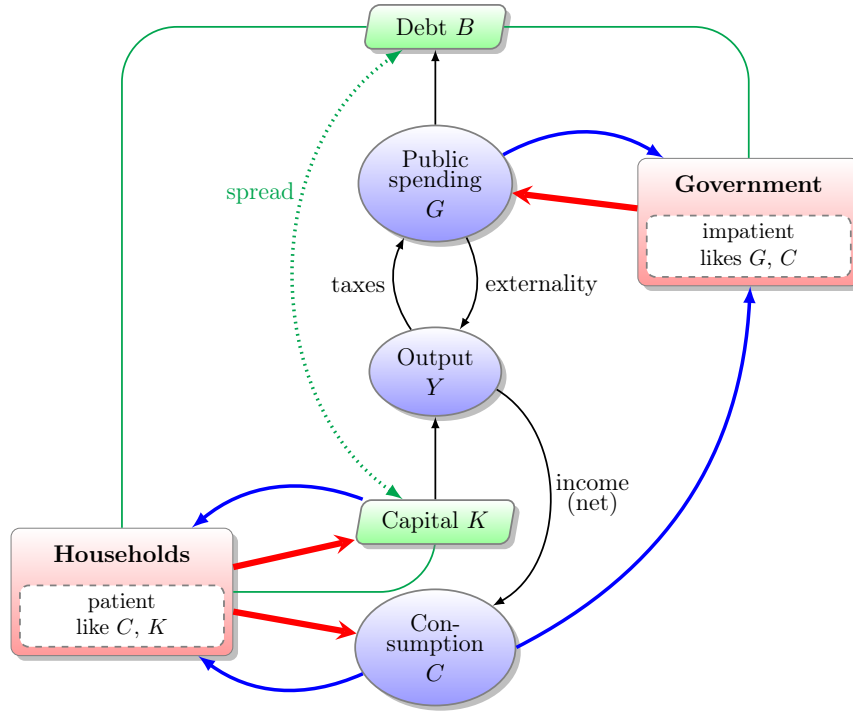 Debt B
Public
spending
G
Government
impatient
likes G, C
spread
taxes
externality
Output
Y
income
(net)
Capital K
Households
patient
like C, K
Con-
sumption
C